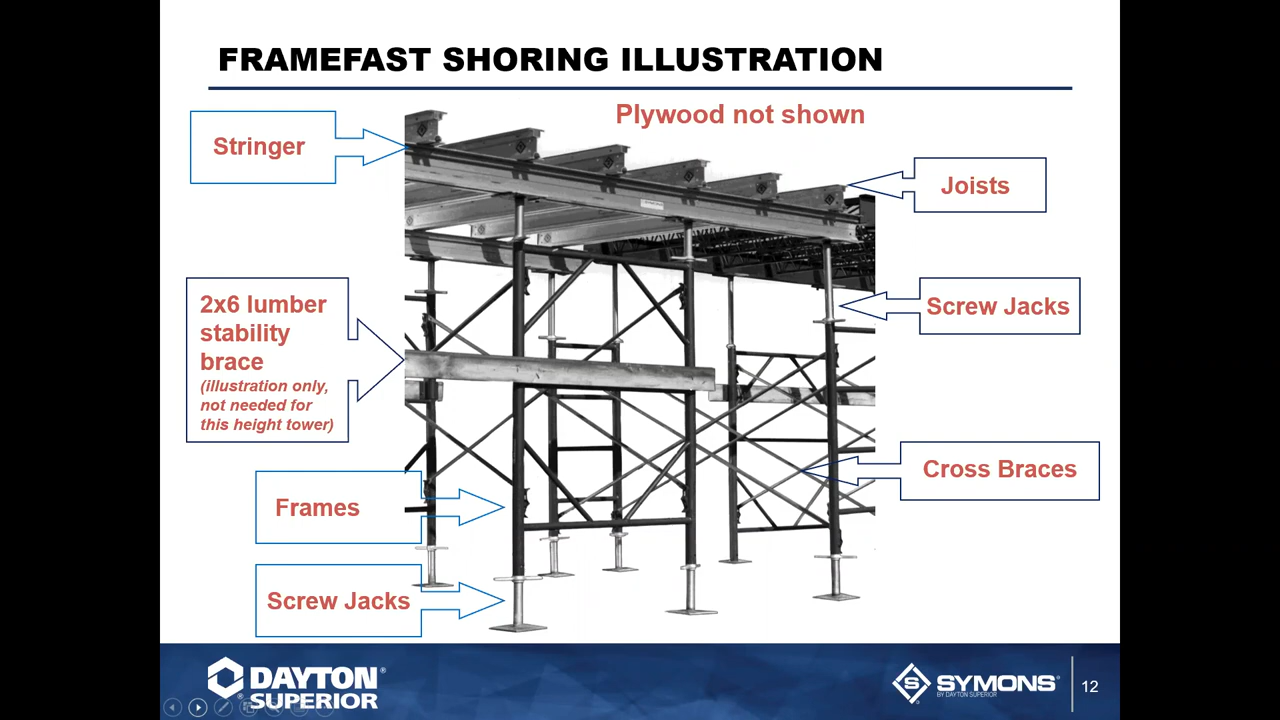 FRAMEFAST SHORING ILLUSTRATION
Plywood not shown
Stringer
Joists
2x6 lumber
stability
brace
(illustration only,
not needed for
this height tower)
Screw Jacks
Cross Braces
Frames
Screw Jacks
DAYTON
SUPERIOR
SYMONS
BY DAYTON SUPERIOR
12